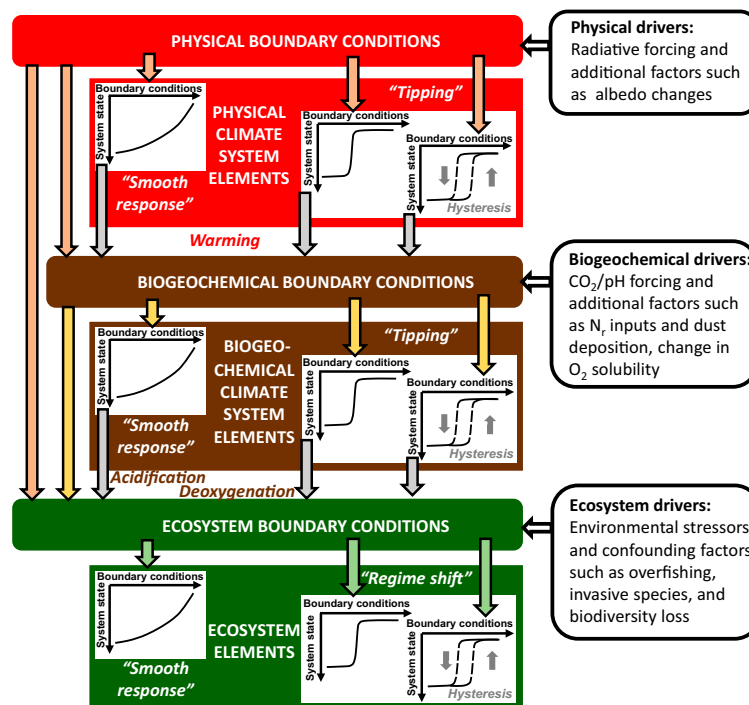 PHYSICAL BOUNDARY CONDITIONS
Physical drivers:
Radiative forcing and
additional factors such
as albedo changes
Boundary conditions
System state
"Smooth
response"
PHYSICAL
CLIMATE
SYSTEM
ELEMENTS
"Tipping"
Boundary conditions
System state
Boundary conditions
System state
Hysteresis
Warming
BIOGEOCHEMICAL BOUNDARY CONDITIONS
Biogeochemical drivers:
CO₂/pH forcing and
additional factors such
as Nᵣ inputs and dust
deposition, change in
O₂ solubility
Boundary conditions
System state
"Smooth
response"
BIOGEO-
CHEMICAL
CLIMATE
SYSTEM
ELEMENTS
"Tipping"
Boundary conditions
System state
Boundary conditions
System state
Hysteresis
Acidification
Deoxygenation
ECOSYSTEM BOUNDARY CONDITIONS
Ecosystem drivers:
Environmental stressors
and confounding factors
such as overfishing,
invasive species, and
biodiversity loss
Boundary conditions
System state
"Smooth
response"
ECOSYSTEM
ELEMENTS
"Regime shift"
Boundary conditions
System state
Boundary conditions
System state
Hysteresis